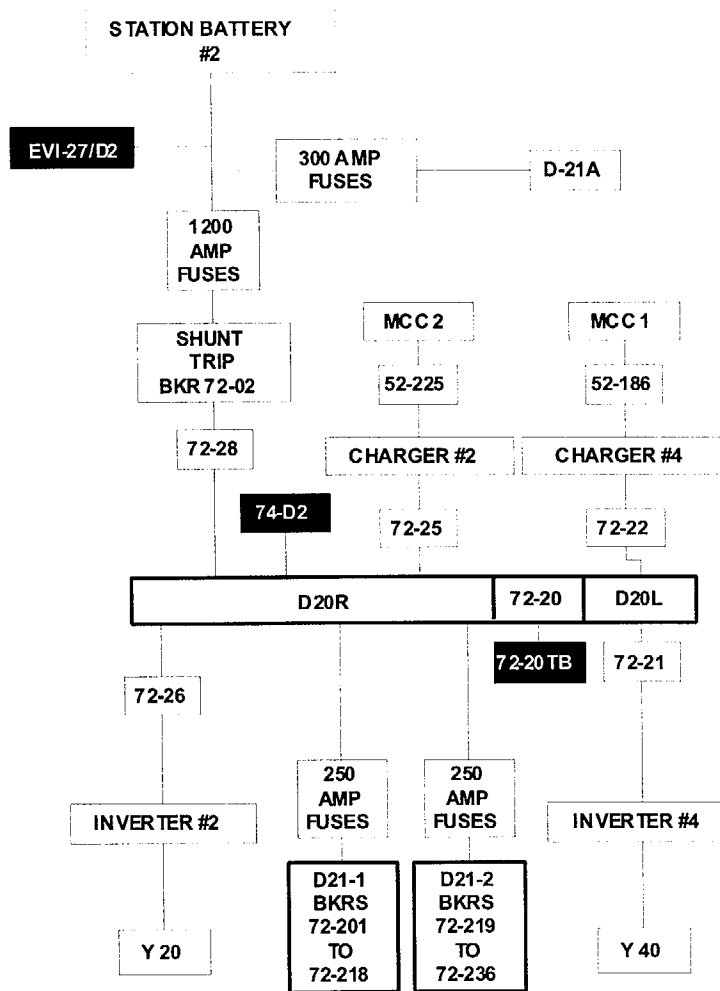 STATION BATTERY
#2
EVI-27/D2
300 AMP
FUSES
D-21A
1200
AMP
FUSES
MCC 2
MCC 1
SHUNT
TRIP
BKR 72-02
52-225
52-186
72-28
CHARGER #2
CHARGER #4
74-D2
72-25
72-22
D20R
72-20
D20L
72-20TB
72-21
72-26
250
AMP
FUSES
250
AMP
FUSES
INVERTER #2
INVERTER #4
D21-1
BKRS
72-201
TO
72-218
D21-2
BKRS
72-219
TO
72-236
Y 20
Y 40